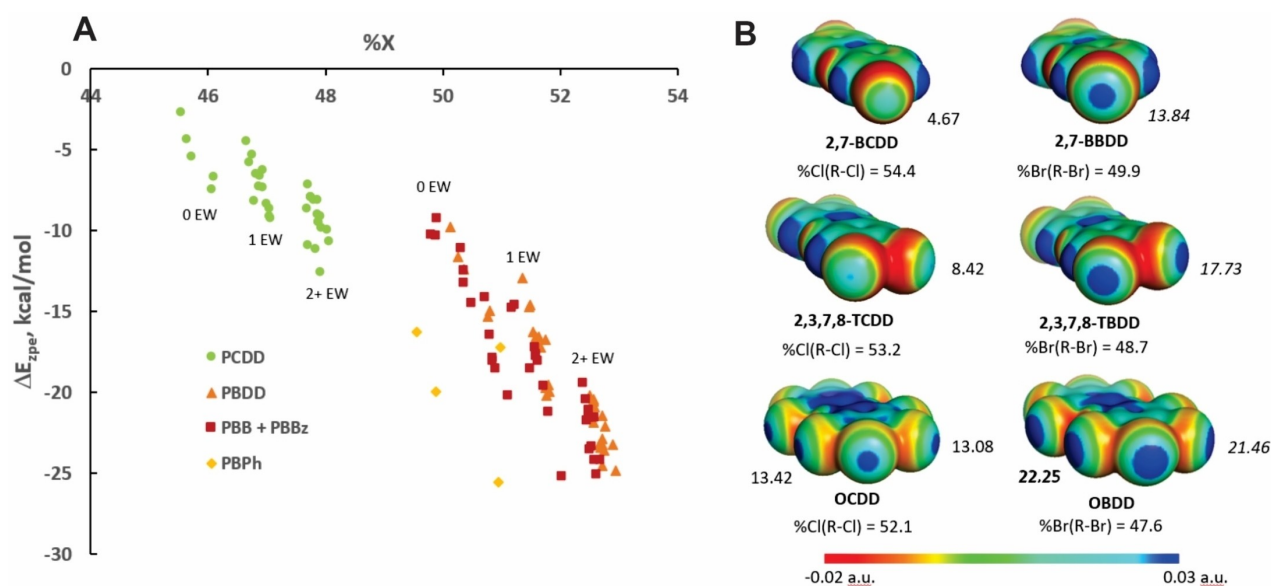 A
%X
0
44
46
48
50
52
54
-5
-10
-15
-20
-25
-30
ΔEzpe, kcal/mol
0 EW
1 EW
2+ EW
0 EW
1 EW
2+ EW
PCDD
PBDD
PBB + PBBz
PBPh
B
4.67
13.84
2,7-BCDD
2,7-BBDD
%Cl(R-Cl) = 54.4
%Br(R-Br) = 49.9
8.42
17.73
2,3,7,8-TCDD
2,3,7,8-TBDD
%Cl(R-Cl) = 53.2
%Br(R-Br) = 48.7
13.08
21.46
13.42
22.25
OCDD
OBDD
%Cl(R-Cl) = 52.1
%Br(R-Br) = 47.6
-0.02 a.u.
0.03 a.u.